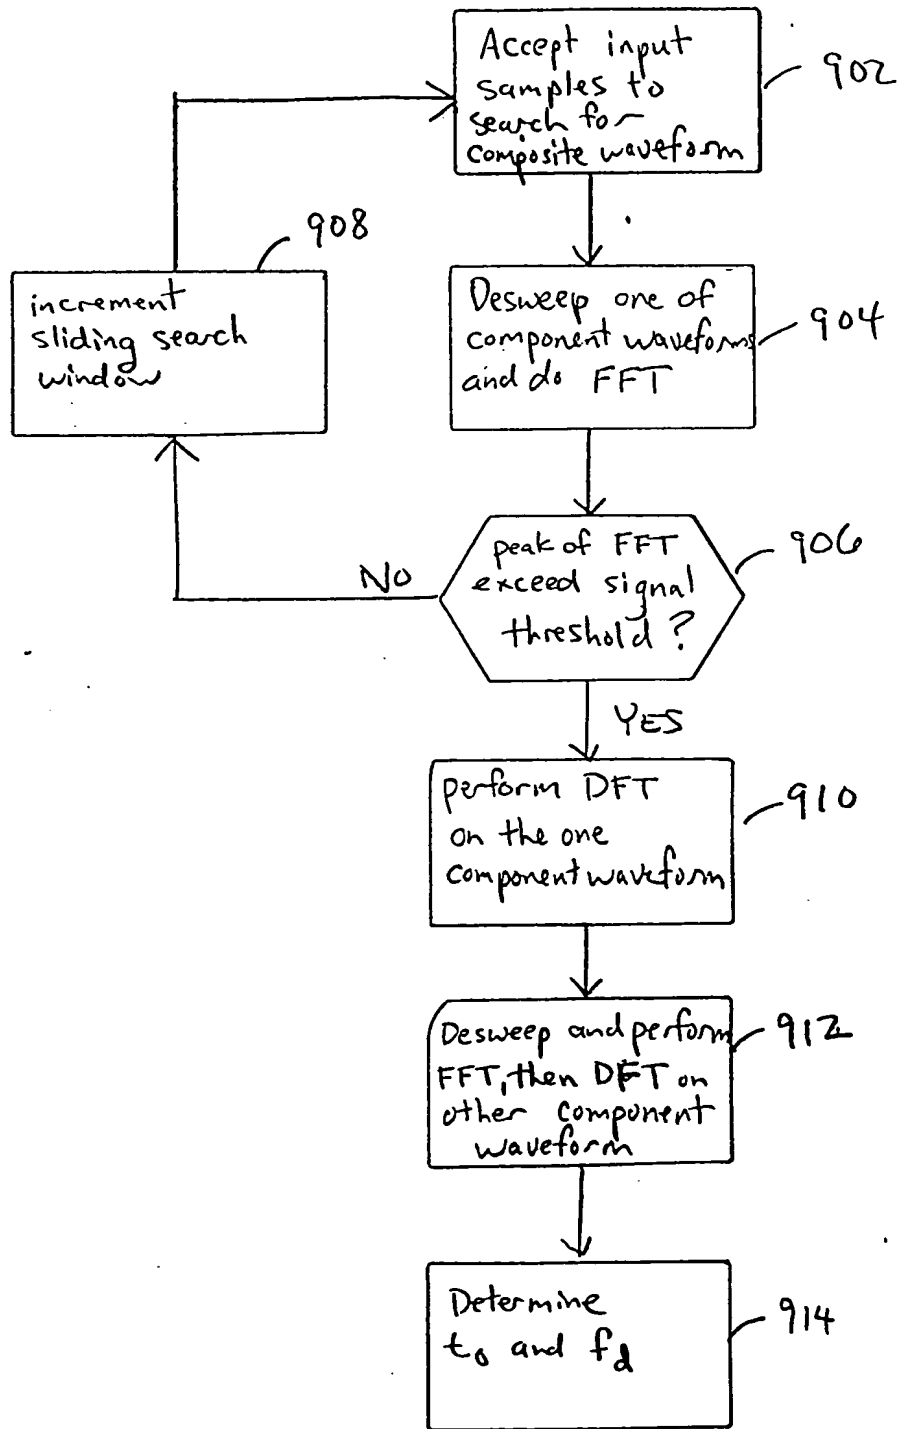 Accept input
samples to
search for
composite waveform
902
908
increment
sliding search
window
Desweep one of
component waveforms
and do FFT
904
peak of FFT
exceed signal
threshold?
906
No
YES
perform DFT
on the one
component waveform
910
Desweep and perform
FFT, then DFT on
other component
waveform
912
Determine
t₀ and f_d
914